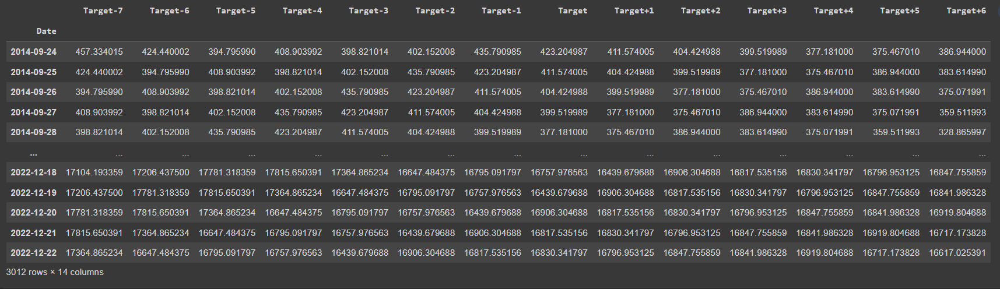 Target-7 Target-6 Target-5 Target-4 Target-3 Target-2 Target-1 Target Target+1 Target+2 Target+3 Target+4 Target+5 Target+6
Date
2014-09-24 457.334015 424.440002 394.795990 408.903992 398.821014 402.152008 435.790985 423.204987 411.574005 404.424988 399.519989 377.181000 375.467010 386.944000
2014-09-25 424.440002 394.795990 408.903992 398.821014 402.152008 435.790985 423.204987 411.574005 404.424988 399.519989 377.181000 375.467010 386.944000 383.614990
2014-09-26 394.795990 408.903992 398.821014 402.152008 435.790985 423.204987 411.574005 404.424988 399.519989 377.181000 375.467010 386.944000 383.614990 375.071991
2014-09-27 408.903992 398.821014 402.152008 435.790985 423.204987 411.574005 404.424988 399.519989 377.181000 375.467010 386.944000 383.614990 375.071991 359.511993
2014-09-28 398.821014 402.152008 435.790985 423.204987 411.574005 404.424988 399.519989 377.181000 375.467010 386.944000 383.614990 375.071991 359.511993 328.865997
... ... ... ... ... ... ... ... ... ... ... ... ... ... ...
2022-12-18 17104.193359 17206.437500 17781.318359 17815.650391 17364.865234 16647.484375 16795.091797 16757.976563 16439.679688 16906.304688 16817.535156 16830.341797 16796.953125 16847.755859
2022-12-19 17206.437500 17781.318359 17815.650391 17364.865234 16647.484375 16795.091797 16757.976563 16439.679688 16906.304688 16817.535156 16830.341797 16796.953125 16847.755859 16841.986328
2022-12-20 17781.318359 17815.650391 17364.865234 16647.484375 16795.091797 16757.976563 16439.679688 16906.304688 16817.535156 16830.341797 16796.953125 16847.755859 16841.986328 16919.804688
2022-12-21 17815.650391 17364.865234 16647.484375 16795.091797 16757.976563 16439.679688 16906.304688 16817.535156 16830.341797 16796.953125 16847.755859 16841.986328 16919.804688 16717.173828
2022-12-22 17364.865234 16647.484375 16795.091797 16757.976563 16439.679688 16906.304688 16817.535156 16830.341797 16796.953125 16847.755859 16841.986328 16919.804688 16717.173828 16617.025391
3012 rows × 14 columns